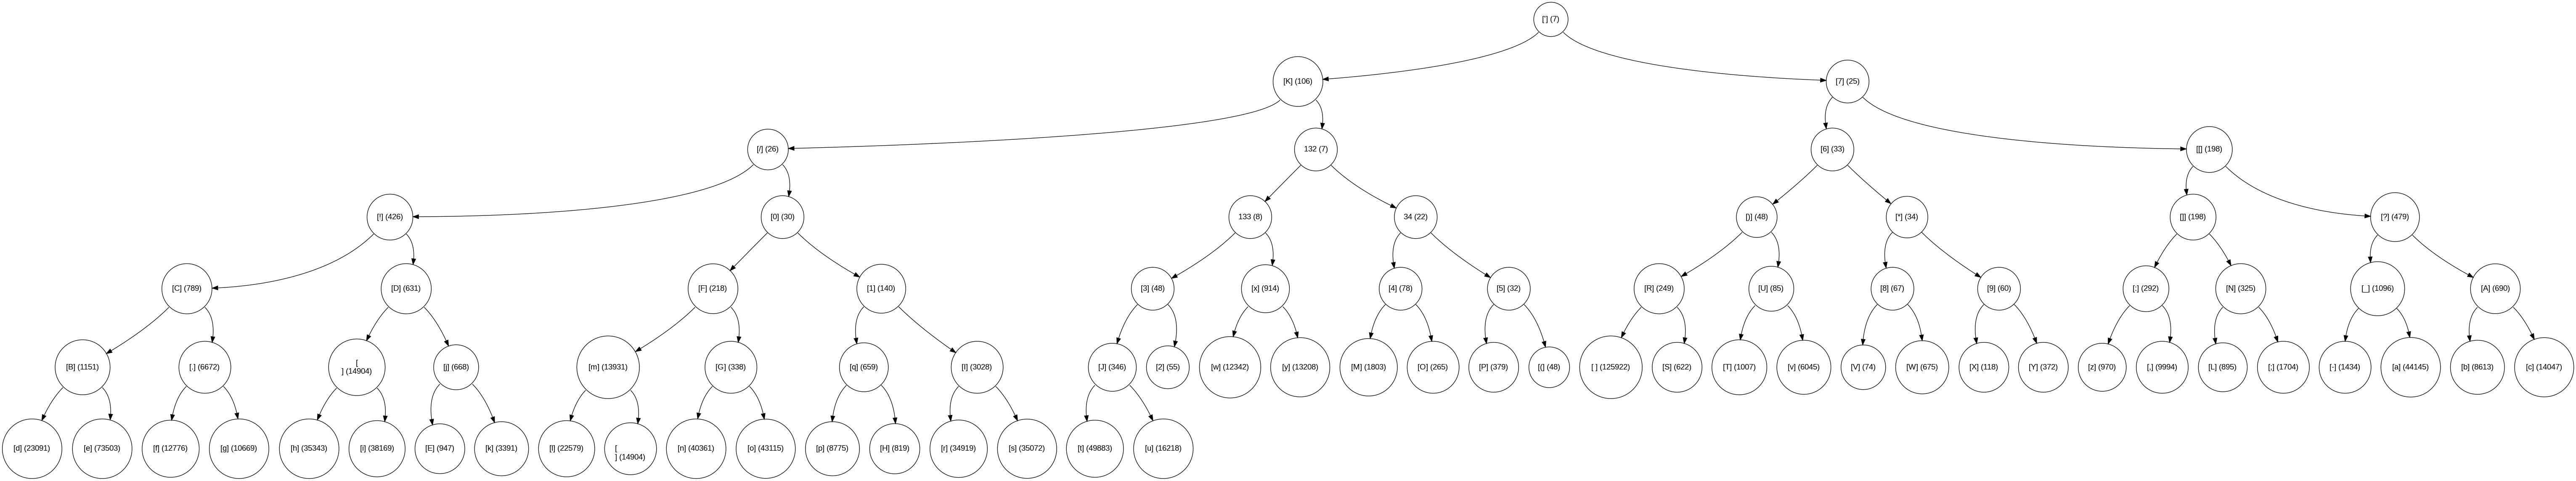 ['] (7)
[K] (106)
[7] (25)
[/] (26)
132 (7)
[6] (33)
[[] (198)
[!] (426)
[0] (30)
133 (8)
34 (22)
[)] (48)
[*] (34)
[]] (198)
[?] (479)
[C] (789)
[D] (631)
[F] (218)
[1] (140)
[3] (48)
[x] (914)
[4] (78)
[5] (32)
[R] (249)
[U] (85)
[8] (67)
[9] (60)
[:] (292)
[N] (325)
[_] (1096)
[A] (690)
[B] (1151)
[.] (6672)
[
] (14904)
[j] (668)
[m] (13931)
[G] (338)
[q] (659)
[I] (3028)
[J] (346)
[2] (55)
[w] (12342)
[y] (13208)
[M] (1803)
[O] (265)
[P] (379)
[(] (48)
[ ] (125922)
[S] (622)
[T] (1007)
[v] (6045)
[V] (74)
[W] (675)
[X] (118)
[Y] (372)
[z] (970)
[,] (9994)
[L] (895)
[;] (1704)
[-] (1434)
[a] (44145)
[b] (8613)
[c] (14047)
[d] (23091)
[e] (73503)
[f] (12776)
[g] (10669)
[h] (35343)
[i] (38169)
[E] (947)
[k] (3391)
[l] (22579)
[
] (14904)
[n] (40361)
[o] (43115)
[p] (8775)
[H] (819)
[r] (34919)
[s] (35072)
[t] (49883)
[u] (16218)